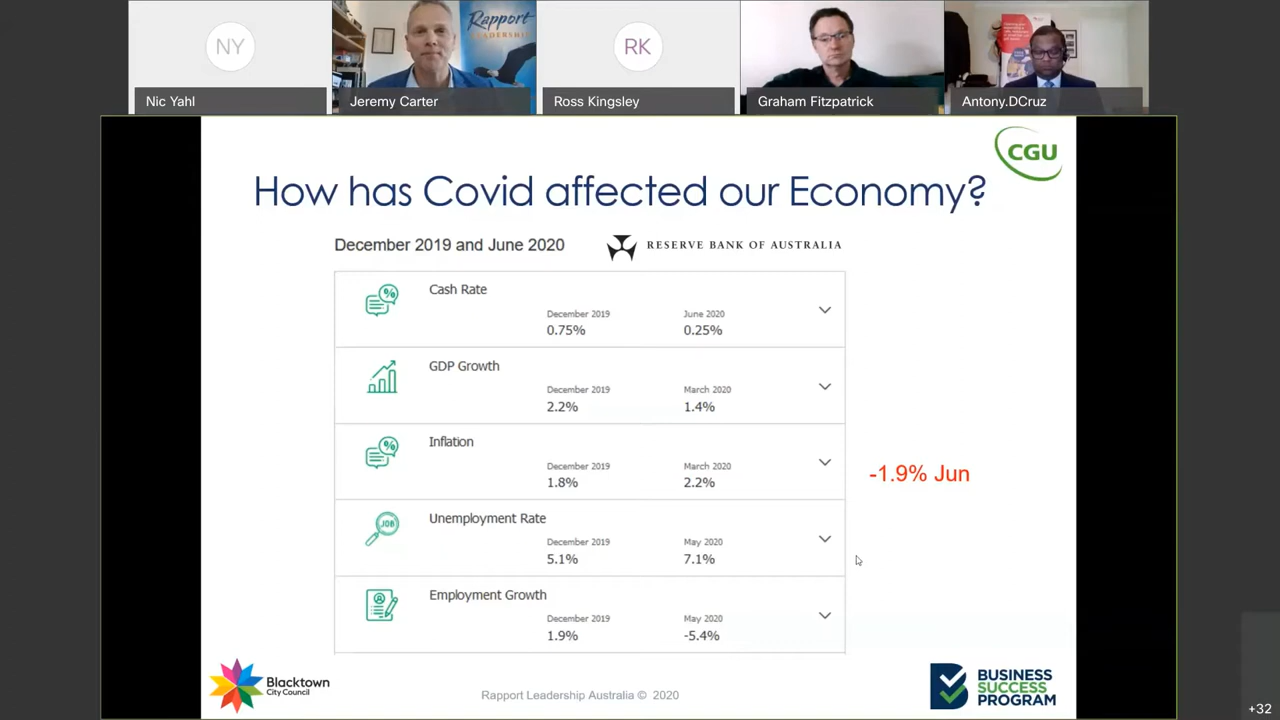 NY
Nic Yahl
Rapport
LEADERSHIP
Jeremy Carter
RK
Ross Kingsley
Graham Fitzpatrick
Antony.DCruz
CGU
How has Covid affected our Economy?
December 2019 and June 2020
RESERVE BANK OF AUSTRALIA
%
Cash Rate
December 2019
June 2020
0.75%
0.25%
GDP Growth
December 2019
March 2020
2.2%
1.4%
%
Inflation
December 2019
March 2020
1.8%
2.2%
-1.9% Jun
JOB
Unemployment Rate
December 2019
May 2020
5.1%
7.1%
Employment Growth
December 2019
May 2020
1.9%
-5.4%
Blacktown
City Council
Rapport Leadership Australia © 2020
BUSINESS
SUCCESS
PROGRAM
+32